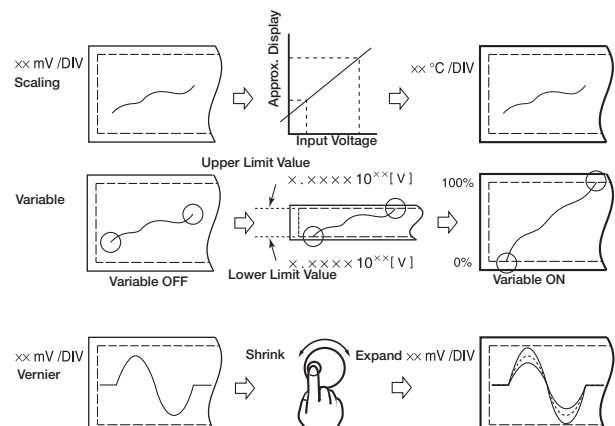 ×× mV /DIV
Scaling
Approx. Display
Input Voltage
×× °C /DIV
Variable
Variable OFF
Upper Limit Value
×.×××× 10^××[ V ]
Lower Limit Value
×.×××× 10^××[ V ]
100%
0%
Variable ON
×× mV /DIV
Vernier
Shrink
Expand ×× mV /DIV